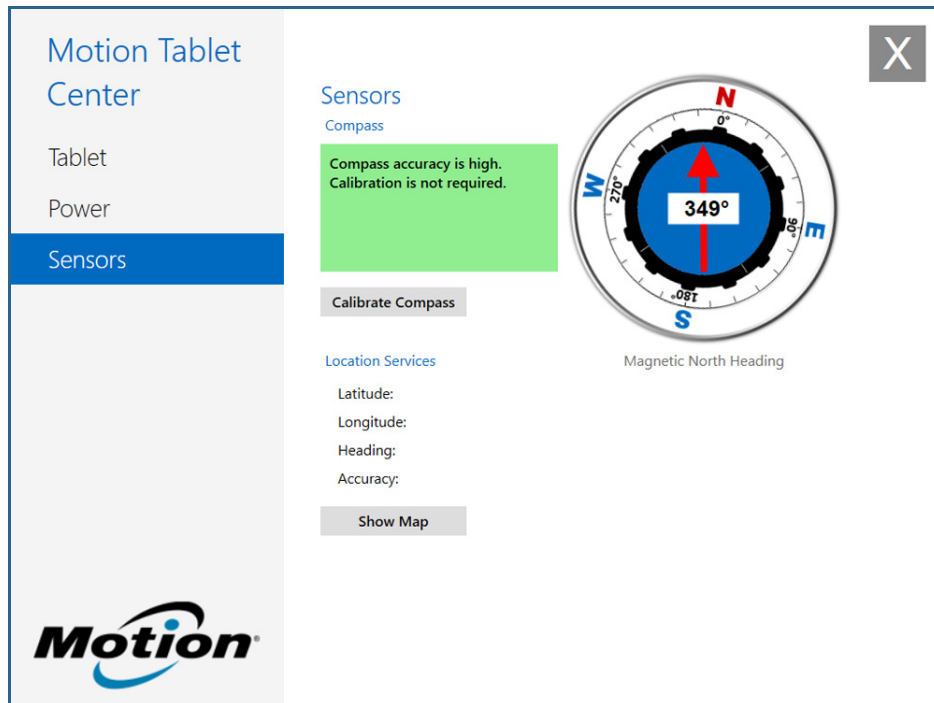 Motion Tablet
Center
Tablet
Power
Sensors
X
Sensors
Compass
Compass accuracy is high.
Calibration is not required.
Calibrate Compass
N
0°
W
270°
349°
90°
E
180°
S
Magnetic North Heading
Location Services
Latitude:
Longitude:
Heading:
Accuracy:
Show Map
Motion